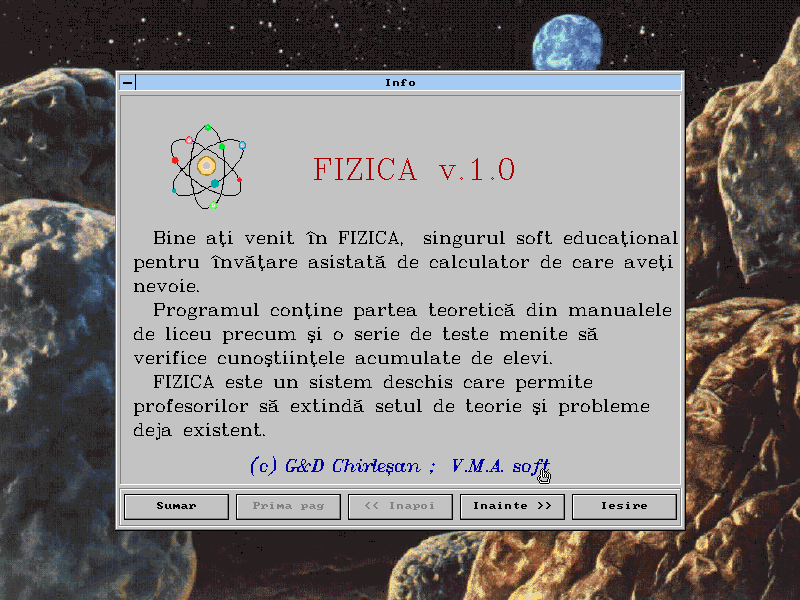 Info
FIZICA v.1.0
Bine aţi venit în FIZICA, singurul soft educaţional
pentru învăţare asistată de calculator de care aveţi
nevoie.
Programul conţine partea teoretică din manualele
de liceu precum şi o serie de teste menite să
verifice cunoştiinţele acumulate de elevi.
FIZICA este un sistem deschis care permite
profesorilor să extindă setul de teorie şi probleme
deja existent.
(c) G&D Chirleşan ; V.M.A. soft
Sumar Prima pag << Inapoi Inainte >> Iesire